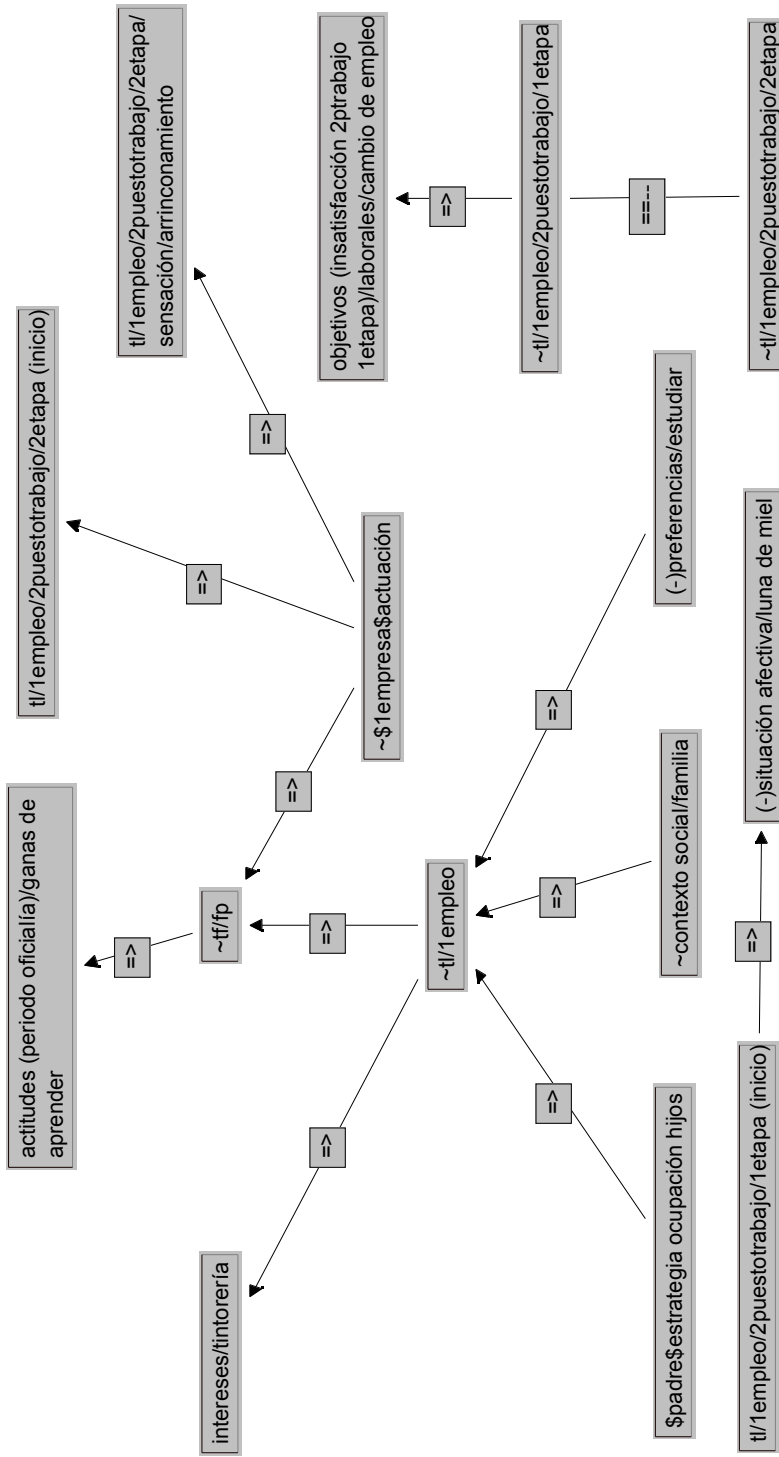 actitudes (periodo oficialía)/ganas de
aprender
tl/1empleo/2puestotrabajo/2etapa (inicio)
tl/1empleo/2puestotrabajo/2etapa/
sensación/arrinconamiento
=>
=>
intereses/tintorería
~tf/fp
=>
=>
=>
=>
objetivos (insatisfacción 2ptrabajo
1etapa)/laborales/cambio de empleo
~$1empresa$actuación
~tl/1empleo
=>
~tl/1empleo/2puestotrabajo/1etapa
=>
=>
=>
==--
$padre$estrategia ocupación hijos
~contexto social/familia
(-)preferencias/estudiar
tl/1empleo/2puestotrabajo/1etapa (inicio)
=>
(-)situación afectiva/luna de miel
~tl/1empleo/2puestotrabajo/2etapa